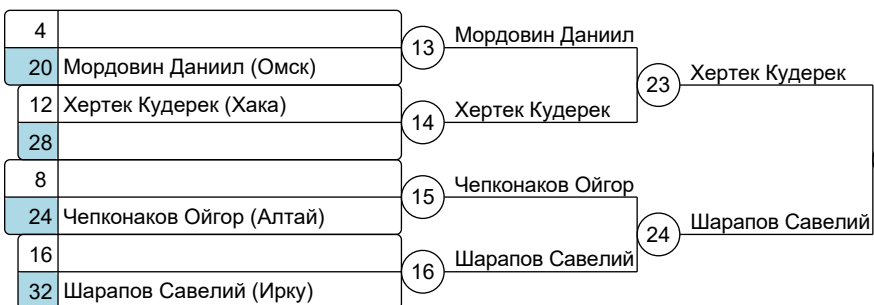 4
13 Мордовин Даниил
20 Мордовин Даниил (Омск)
23 Хертек Кудерек
12 Хертек Кудерек (Хака)
14 Хертек Кудерек
28
8
15 Чепконаков Ойгор
24 Чепконаков Ойгор (Алтай)
24 Шарапов Савелий
16
16 Шарапов Савелий
32 Шарапов Савелий (Ирку)